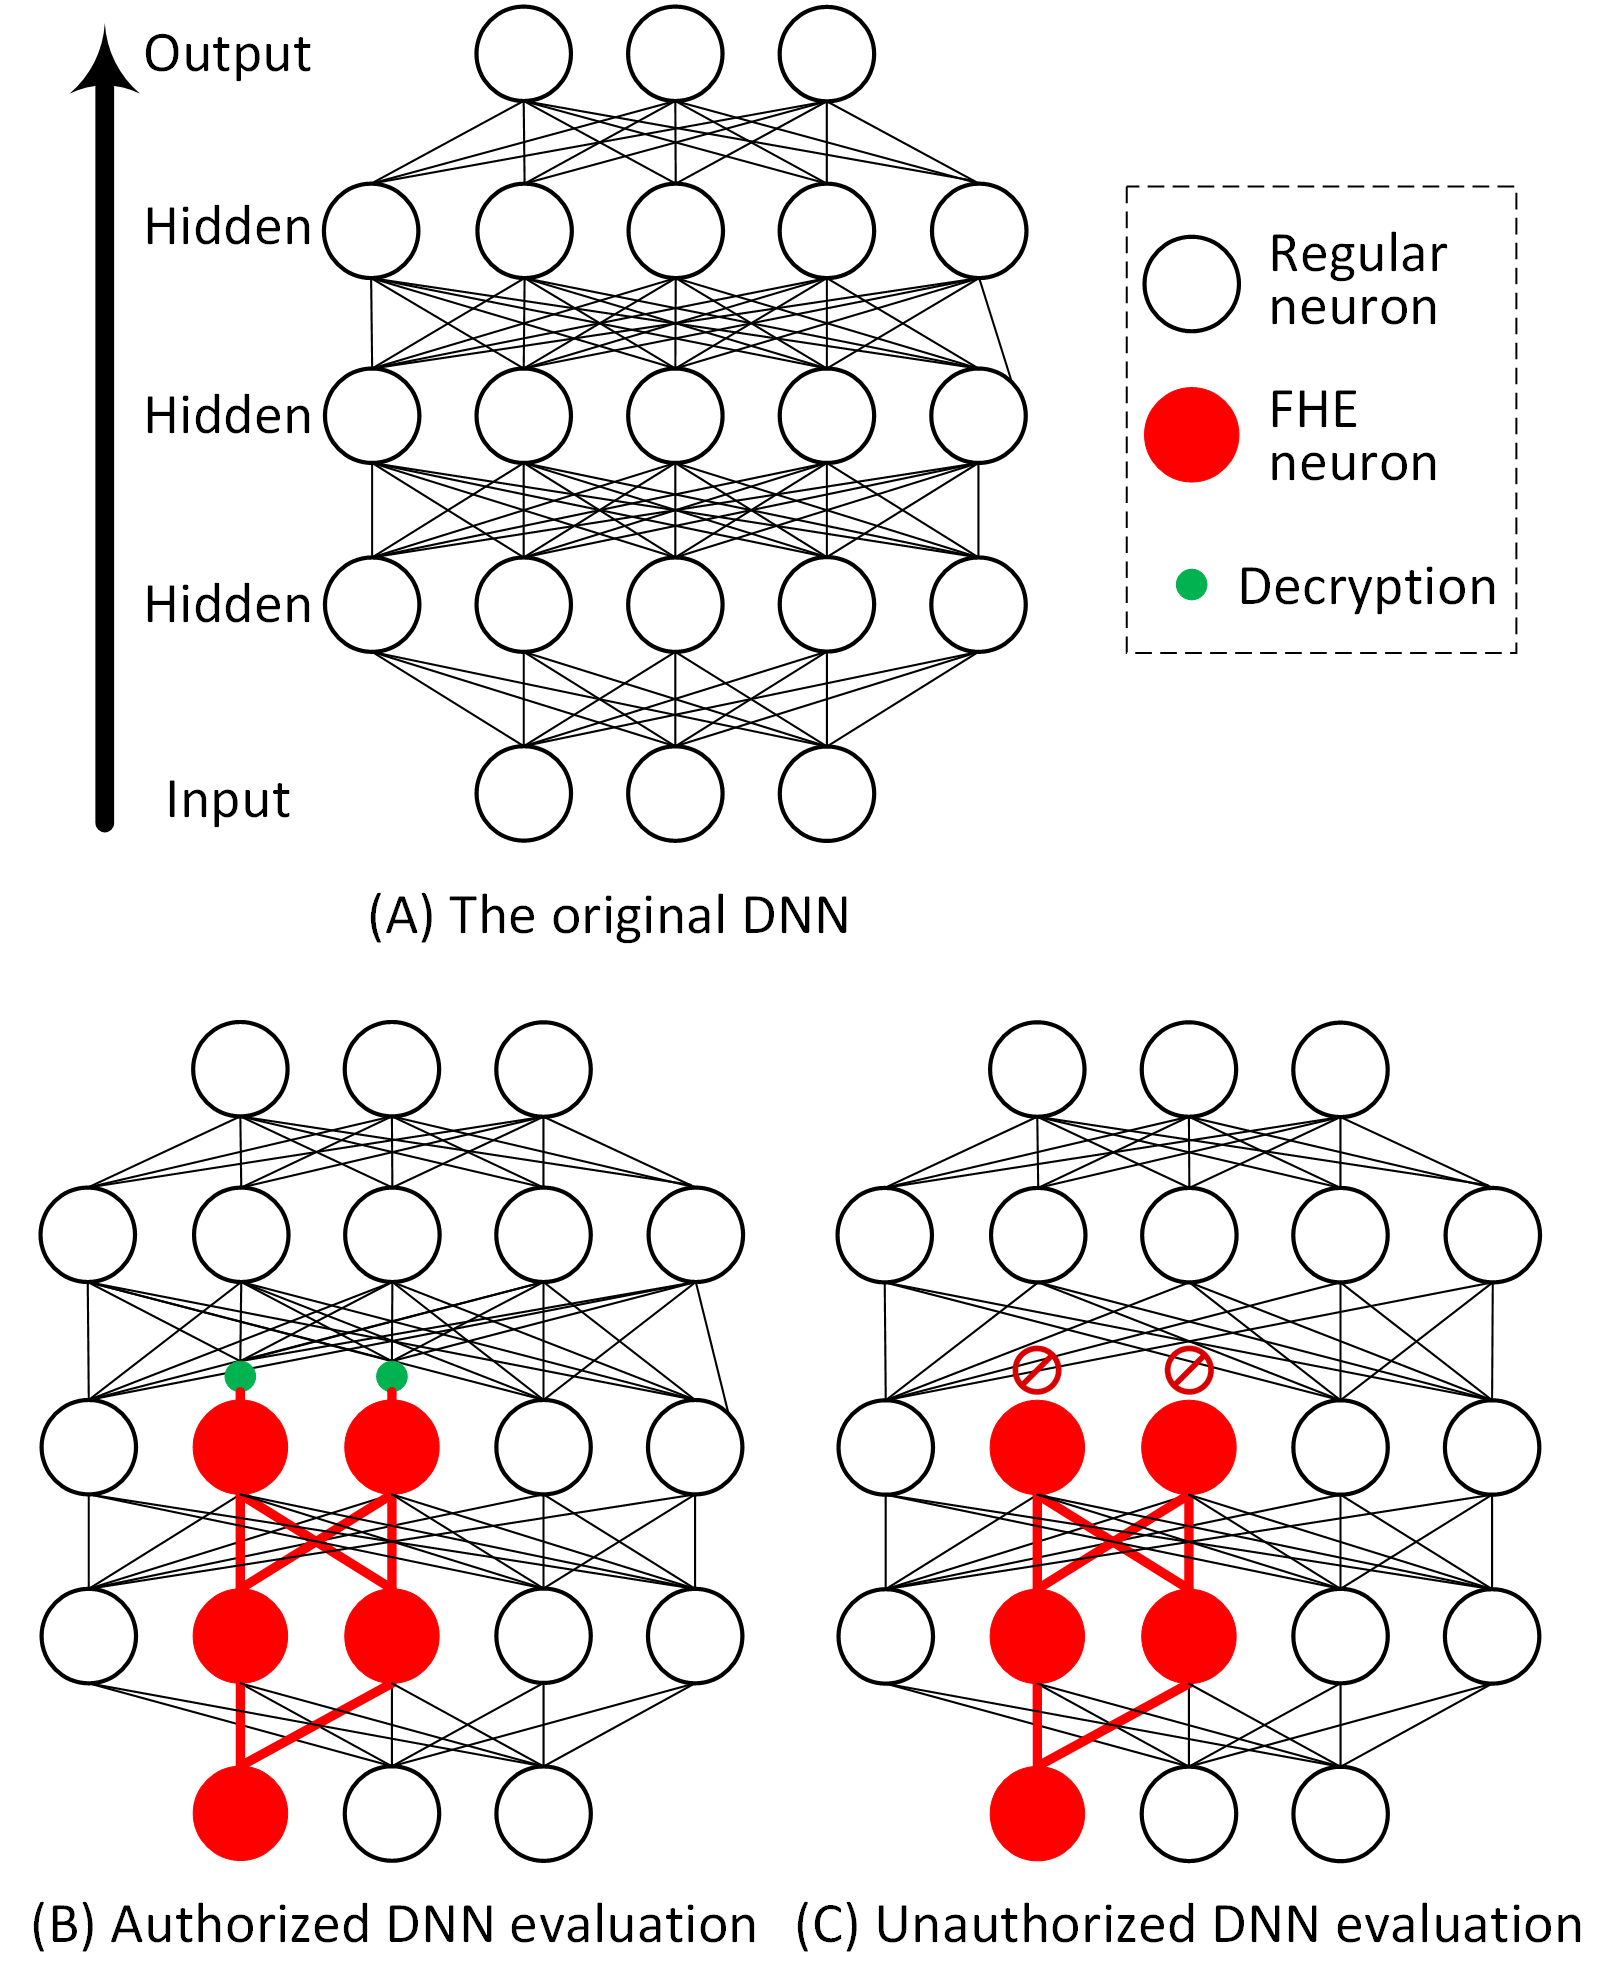 Output
Hidden
Hidden
Hidden
Input
Regular
neuron
FHE
neuron
Decryption
(A) The original DNN
(B) Authorized DNN evaluation
(C) Unauthorized DNN evaluation